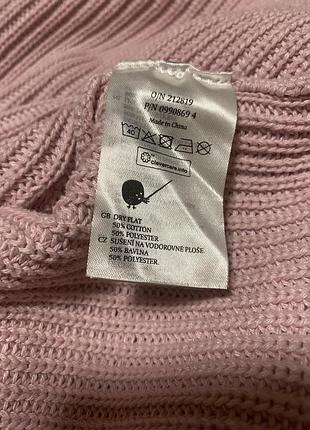 O/N 212819
P/N 0990869 4
Made in China
40
clevercare.info
GB DRY FLAT
50% COTTON
50% POLYESTER
CZ SUŠENÍ NA VODOROVNÉ PLOŠE.
50% BAVLNA
50% POLYESTER